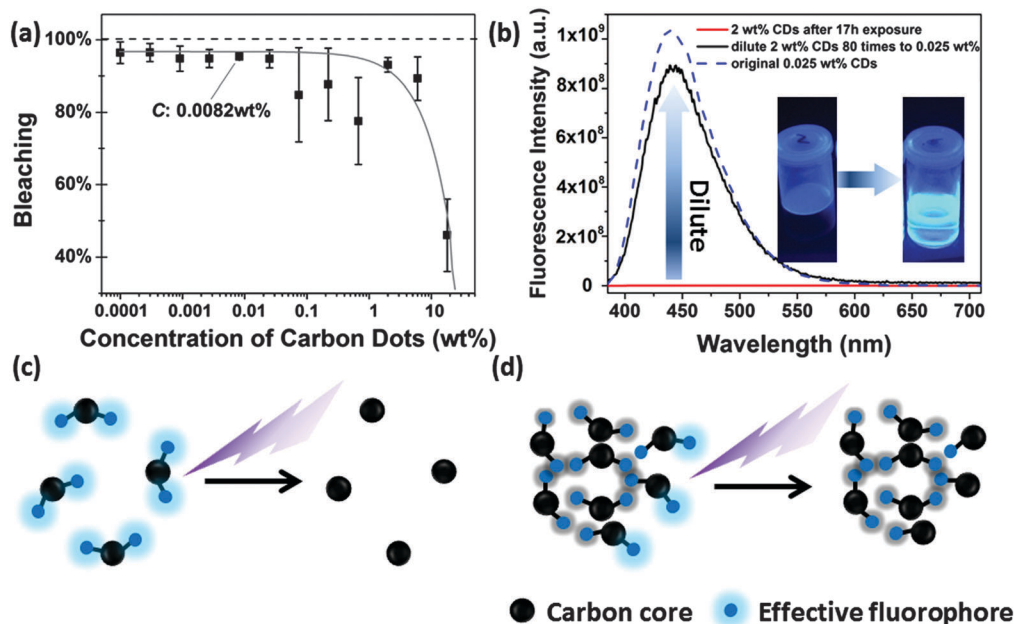 (a)
100%
80%
60%
40%
Bleaching
C: 0.0082wt%
0.0001 0.001 0.01 0.1 1 10
Concentration of Carbon Dots (wt%)
(b)
1x10⁹
8x10⁸
6x10⁸
4x10⁸
2x10⁸
0
Fluorescence Intensity (a.u.)
2 wt% CDs after 17h exposure
dilute 2 wt% CDs 80 times to 0.025 wt%
original 0.025 wt% CDs
Dilute
400 450 500 550 600 650 700
Wavelength (nm)
(c)
(d)
Carbon core
Effective fluorophore